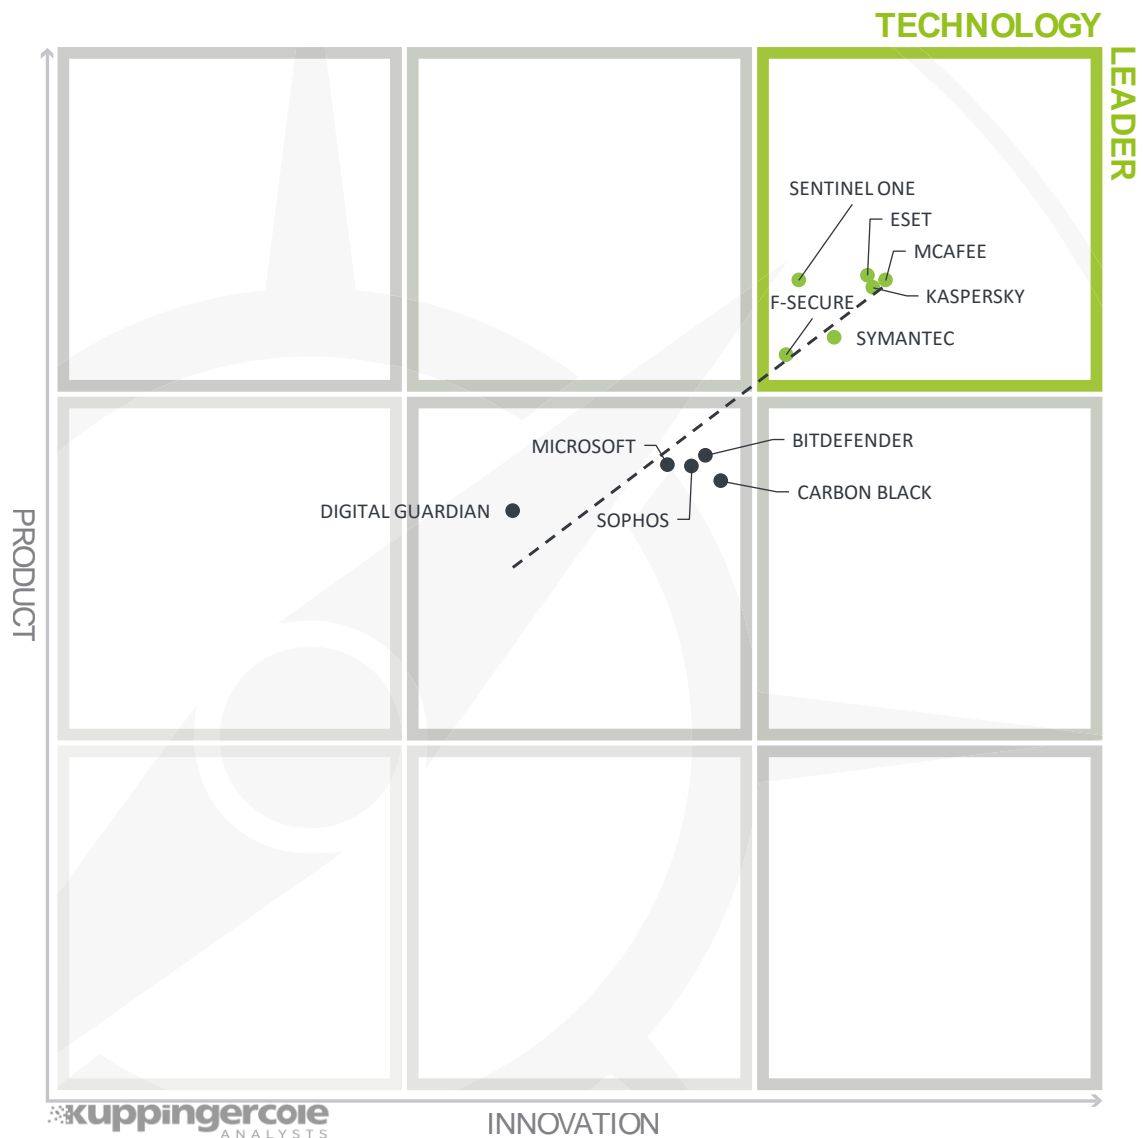 TECHNOLOGY
LEADER
SENTINEL ONE
ESET
MCAFEE
KASPERSKY
F-SECURE
SYMANTEC
MICROSOFT
BITDEFENDER
CARBON BLACK
DIGITAL GUARDIAN
SOPHOS
PRODUCT
INNOVATION
kuppingercole
ANALYSTS